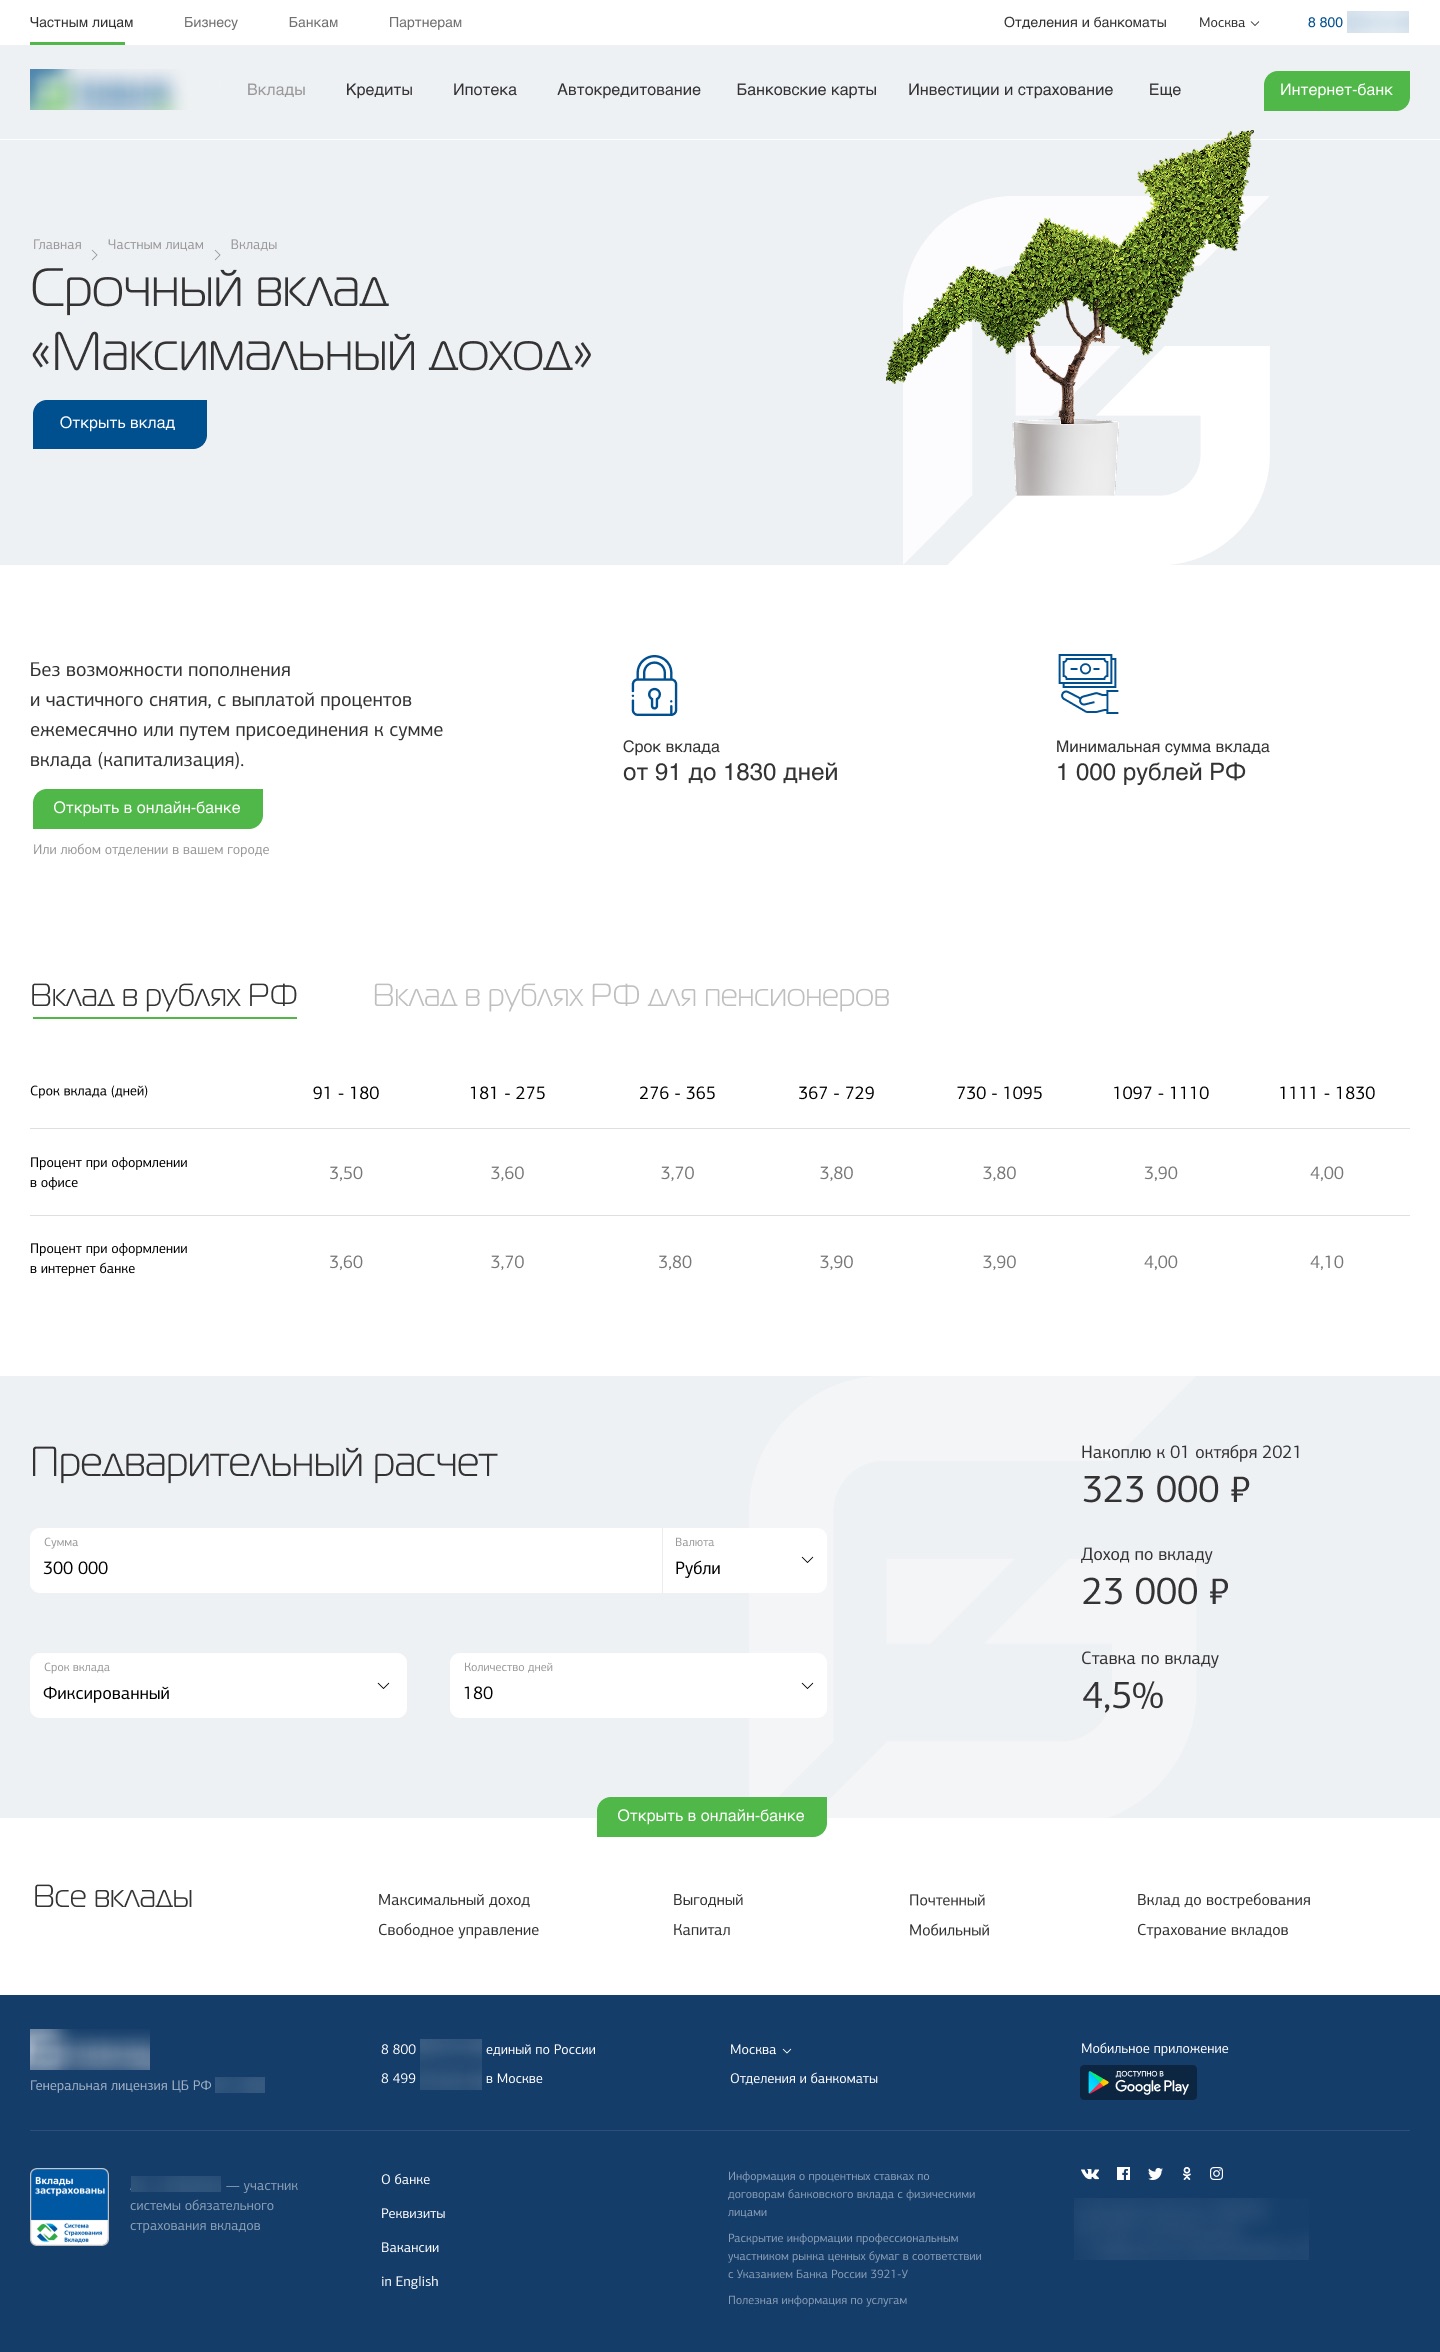 Частным лицам Бизнесу Банкам Партнерам Отделения и банкоматы Москва 8 800
Вклады Кредиты Ипотека Автокредитование Банковские карты Инвестиции и страхование Еще Интернет-банк
Главная Частным лицам Вклады
Срочный вклад
«Максимальный доход»
Открыть вклад
Без возможности пополнения
и частичного снятия, с выплатой процентов
ежемесячно или путем присоединения к сумме
вклада (капитализация).
Открыть в онлайн-банке
Или любом отделении в вашем городе
Срок вклада
от 91 до 1830 дней
Минимальная сумма вклада
1 000 рублей РФ
Вклад в рублях РФ Вклад в рублях РФ для пенсионеров
Срок вклада (дней) 91 - 180 181 - 275 276 - 365 367 - 729 730 - 1095 1097 - 1110 1111 - 1830
Процент при оформлении
в офисе
3,50 3,60 3,70 3,80 3,80 3,90 4,00
Процент при оформлении
в интернет банке
3,60 3,70 3,80 3,90 3,90 4,00 4,10
Предварительный расчет
Сумма
300 000
Валюта
Рубли
Срок вклада
Фиксированный
Количество дней
180
Накоплю к 01 октября 2021
323 000 ₽
Доход по вкладу
23 000 ₽
Ставка по вкладу
4,5%
Открыть в онлайн-банке
Все вклады
Максимальный доход Выгодный Почтенный Вклад до востребования
Свободное управление Капитал Мобильный Страхование вкладов
Генеральная лицензия ЦБ РФ
8 800 единый по России
8 499 в Москве
Москва
Отделения и банкоматы
Мобильное приложение
ДОСТУПНО В
Google Play
Вклады
застрахованы
Система
Страхования
Вкладов
— участник
системы обязательного
страхования вкладов
О банке
Реквизиты
Вакансии
in English
Информация о процентных ставках по
договорам банковского вклада с физическими
лицами
Раскрытие информации профессиональным
участником рынка ценных бумаг в соответствии
с Указанием Банка России 3921-У
Полезная информация по услугам